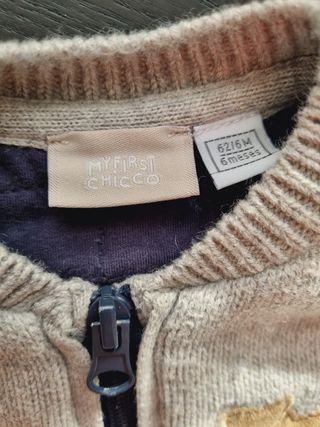 MY FiRST
CHICCO
62/6M
6 meses